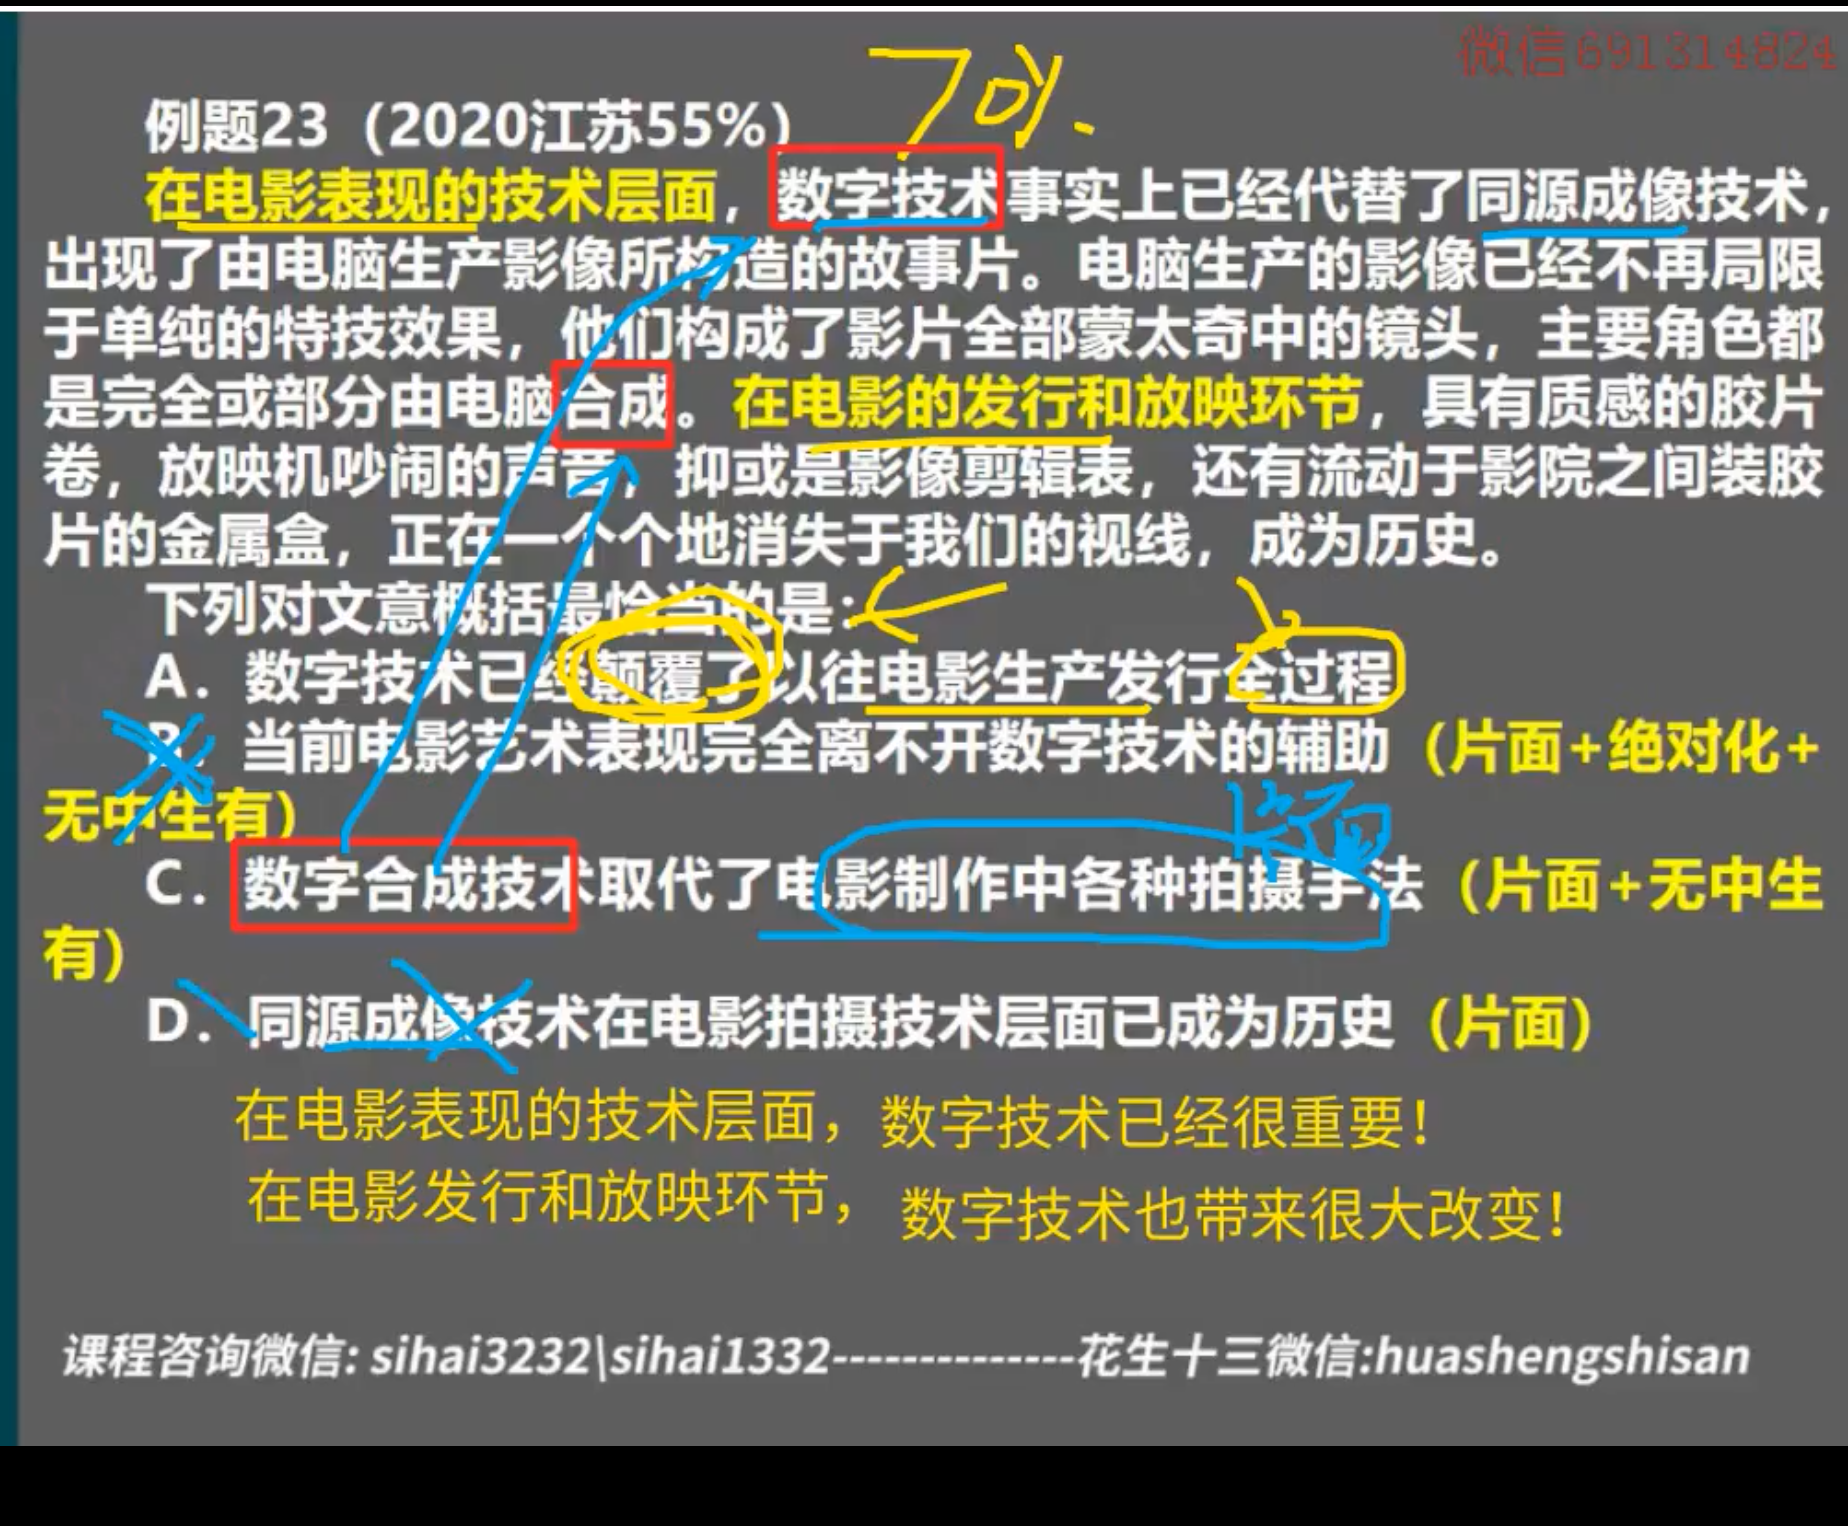 微信691314824
例题23（2020江苏55%）
70%.
在电影表现的技术层面，数字技术事实上已经代替了同源成像技术，
出现了由电脑生产影像所构造的故事片。电脑生产的影像已经不再局限
于单纯的特技效果，他们构成了影片全部蒙太奇中的镜头，主要角色都
是完全或部分由电脑合成。在电影的发行和放映环节，具有质感的胶片
卷，放映机吵闹的声音，抑或是影像剪辑表，还有流动于影院之间装胶
片的金属盒，正在一个个地消失于我们的视线，成为历史。
下列对文意概括最恰当的是：
A．数字技术已经颠覆了以往电影生产发行全过程
B．当前电影艺术表现完全离不开数字技术的辅助（片面+绝对化+
无中生有）
片面
C．数字合成技术取代了电影制作中各种拍摄手法（片面+无中生
有）
D．同源成像技术在电影拍摄技术层面已成为历史（片面）
在电影表现的技术层面，数字技术已经很重要！
在电影发行和放映环节，数字技术也带来很大改变！
课程咨询微信: sihai3232\sihai1332--------------花生十三微信:huashengshisan